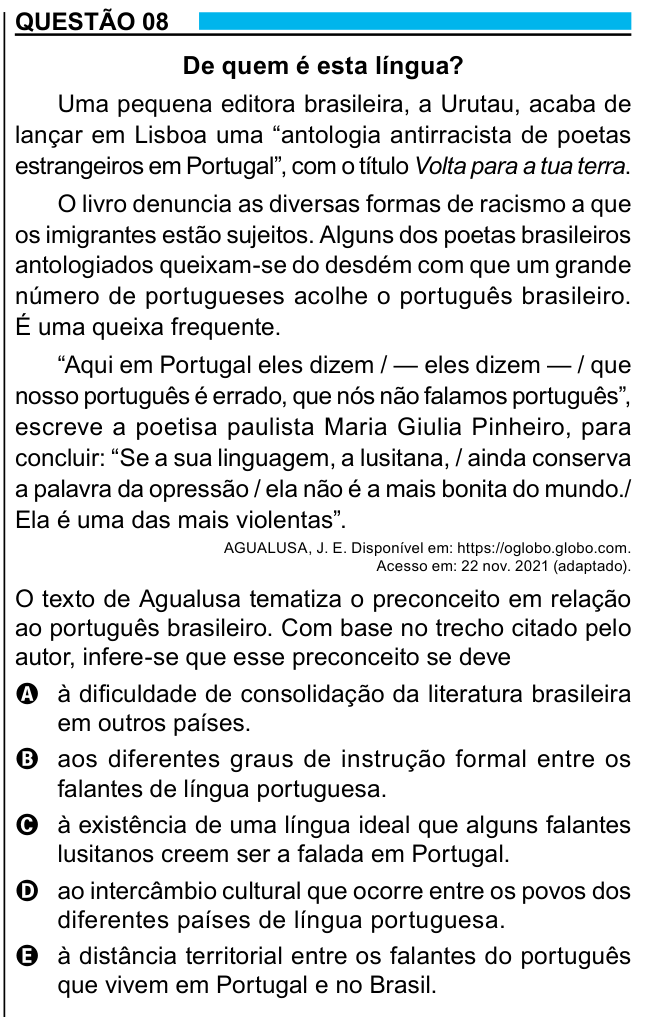 QUESTÃO 08
De quem é esta língua?
Uma pequena editora brasileira, a Urutau, acaba de
lançar em Lisboa uma “antologia antirracista de poetas
estrangeiros em Portugal”, com o título Volta para a tua terra.
O livro denuncia as diversas formas de racismo a que
os imigrantes estão sujeitos. Alguns dos poetas brasileiros
antologiados queixam-se do desdém com que um grande
número de portugueses acolhe o português brasileiro.
É uma queixa frequente.
“Aqui em Portugal eles dizem / — eles dizem — / que
nosso português é errado, que nós não falamos português”,
escreve a poetisa paulista Maria Giulia Pinheiro, para
concluir: “Se a sua linguagem, a lusitana, / ainda conserva
a palavra da opressão / ela não é a mais bonita do mundo./
Ela é uma das mais violentas”.
AGUALUSA, J. E. Disponível em: https://oglobo.globo.com.
Acesso em: 22 nov. 2021 (adaptado).
O texto de Agualusa tematiza o preconceito em relação
ao português brasileiro. Com base no trecho citado pelo
autor, infere-se que esse preconceito se deve
A à dificuldade de consolidação da literatura brasileira
em outros países.
B aos diferentes graus de instrução formal entre os
falantes de língua portuguesa.
C à existência de uma língua ideal que alguns falantes
lusitanos creem ser a falada em Portugal.
D ao intercâmbio cultural que ocorre entre os povos dos
diferentes países de língua portuguesa.
E à distância territorial entre os falantes do português
que vivem em Portugal e no Brasil.